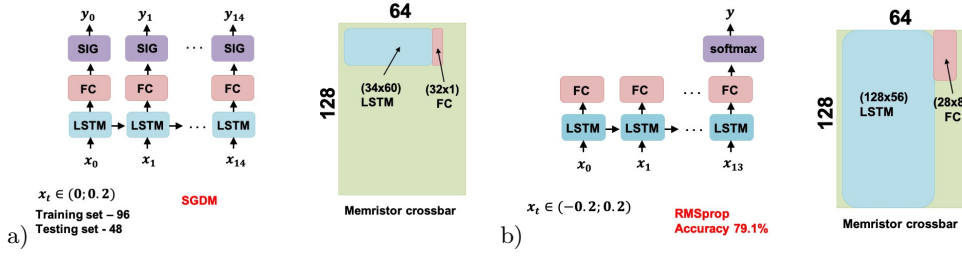 y0 y1 y14
SIG SIG ... SIG
FC FC FC
LSTM LSTM ... LSTM
x0 x1 x14
x_t ∈ (0; 0.2)
SGDM
Training set – 96
Testing set - 48
a)
64
128
(34x60)
LSTM
(32x1)
FC
Memristor crossbar
y
softmax
FC FC ... FC
LSTM LSTM ... LSTM
x0 x1 x13
x_t ∈ (−0.2; 0.2)
RMSprop
Accuracy 79.1%
b)
64
128
(128x56)
LSTM
(28x8
FC
Memristor crossbar